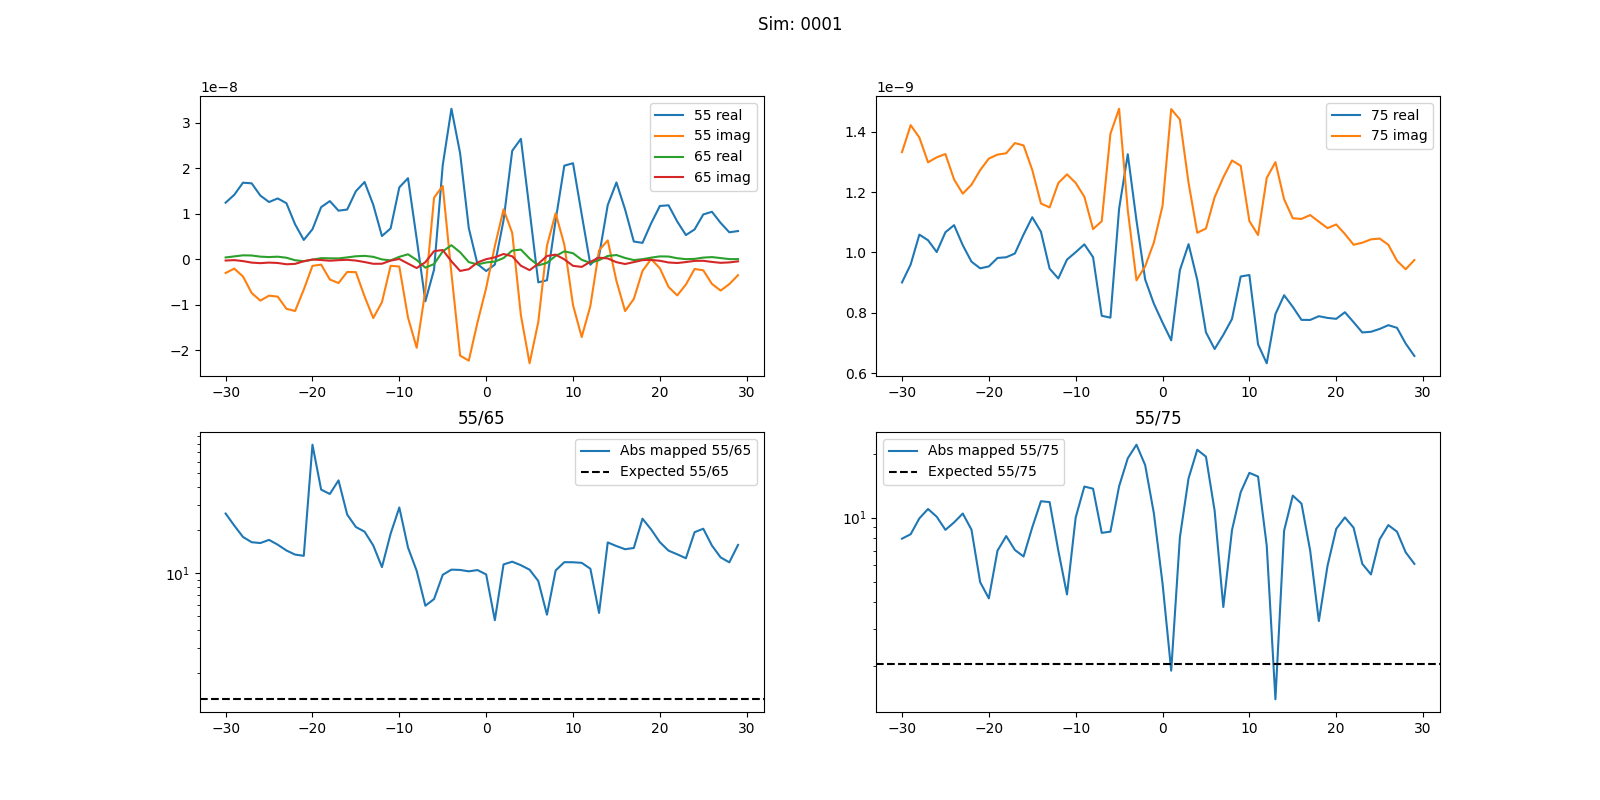 Sim: 0001
1e−8
55 real
55 imag
65 real
65 imag
3
2
1
0
−1
−2
−30 −20 −10 0 10 20 30
1e−9
75 real
75 imag
1.4
1.2
1.0
0.8
0.6
−30 −20 −10 0 10 20 30
55/65
Abs mapped 55/65
Expected 55/65
10¹
−30 −20 −10 0 10 20 30
55/75
Abs mapped 55/75
Expected 55/75
10¹
−30 −20 −10 0 10 20 30